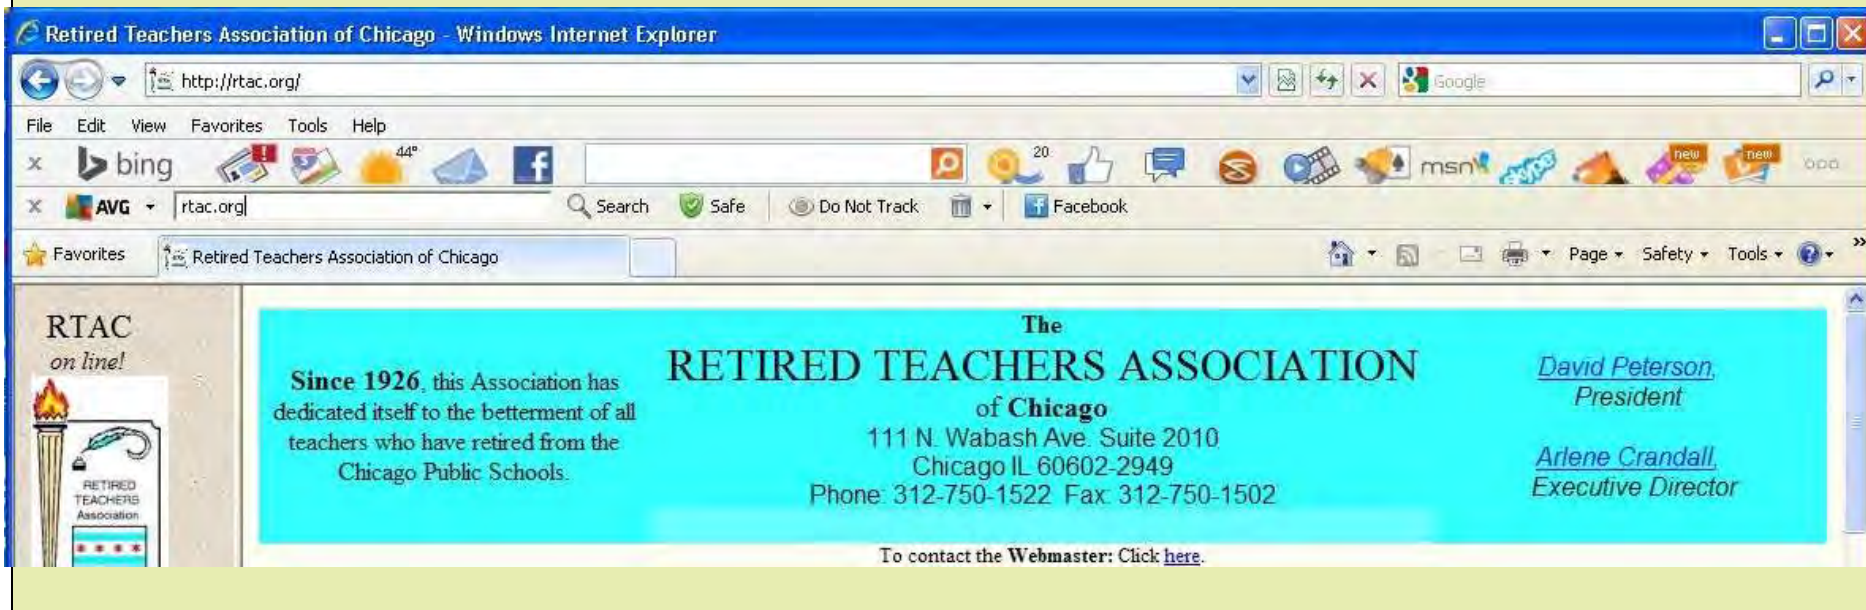 Retired Teachers Association of Chicago - Windows Internet Explorer
http://rtac.org/
Google
File Edit View Favorites Tools Help
x bing 44° 20 msn new new
x AVG rtac.org Search Safe Do Not Track Facebook
Favorites Retired Teachers Association of Chicago Page Safety Tools »
RTAC
on line!
RETIRED
TEACHERS
Association
Since 1926, this Association has
dedicated itself to the betterment of all
teachers who have retired from the
Chicago Public Schools.
The
RETIRED TEACHERS ASSOCIATION
of Chicago
111 N. Wabash Ave. Suite 2010
Chicago IL 60602-2949
Phone: 312-750-1522 Fax: 312-750-1502
David Peterson,
President
Arlene Crandall,
Executive Director
To contact the Webmaster: Click here.